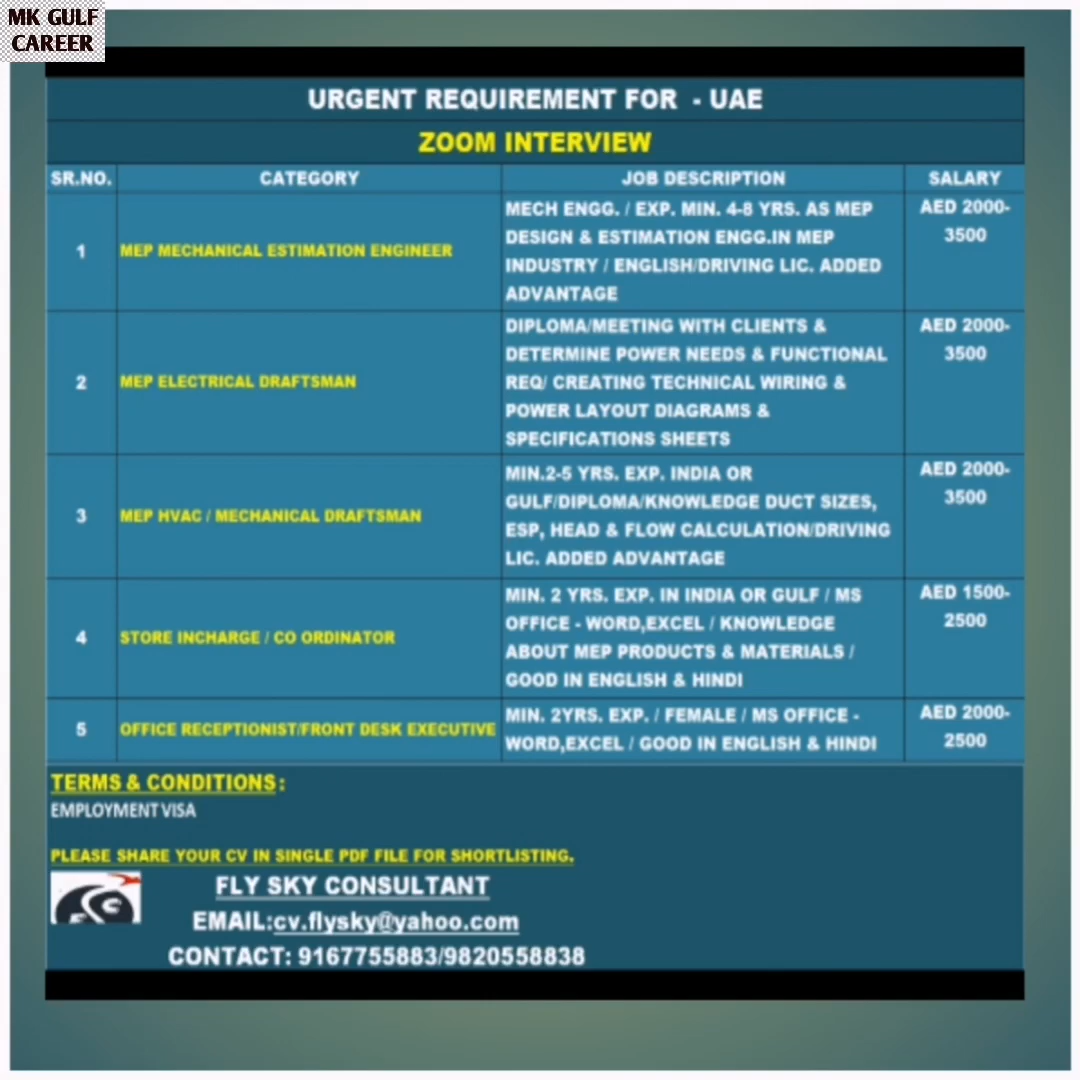 MK GULF
CAREER
URGENT REQUIREMENT FOR - UAE
ZOOM INTERVIEW
SR.NO. CATEGORY JOB DESCRIPTION SALARY
1 MEP MECHANICAL ESTIMATION ENGINEER
MECH ENGG. / EXP. MIN. 4-8 YRS. AS MEP
DESIGN & ESTIMATION ENGG.IN MEP
INDUSTRY / ENGLISH/DRIVING LIC. ADDED
ADVANTAGE
AED 2000-
3500
2 MEP ELECTRICAL DRAFTSMAN
DIPLOMA/MEETING WITH CLIENTS &
DETERMINE POWER NEEDS & FUNCTIONAL
REQ/ CREATING TECHNICAL WIRING &
POWER LAYOUT DIAGRAMS &
SPECIFICATIONS SHEETS
AED 2000-
3500
3 MEP HVAC / MECHANICAL DRAFTSMAN
MIN.2-5 YRS. EXP. INDIA OR
GULF/DIPLOMA/KNOWLEDGE DUCT SIZES,
ESP, HEAD & FLOW CALCULATION/DRIVING
LIC. ADDED ADVANTAGE
AED 2000-
3500
4 STORE INCHARGE / CO ORDINATOR
MIN. 2 YRS. EXP. IN INDIA OR GULF / MS
OFFICE - WORD,EXCEL / KNOWLEDGE
ABOUT MEP PRODUCTS & MATERIALS /
GOOD IN ENGLISH & HINDI
AED 1500-
2500
5 OFFICE RECEPTIONIST/FRONT DESK EXECUTIVE
MIN. 2YRS. EXP. / FEMALE / MS OFFICE -
WORD,EXCEL / GOOD IN ENGLISH & HINDI
AED 2000-
2500
TERMS & CONDITIONS:
EMPLOYMENT VISA
PLEASE SHARE YOUR CV IN SINGLE PDF FILE FOR SHORTLISTING.
FLY SKY CONSULTANT
EMAIL:cv.flysky@yahoo.com
CONTACT: 9167755883/9820558838